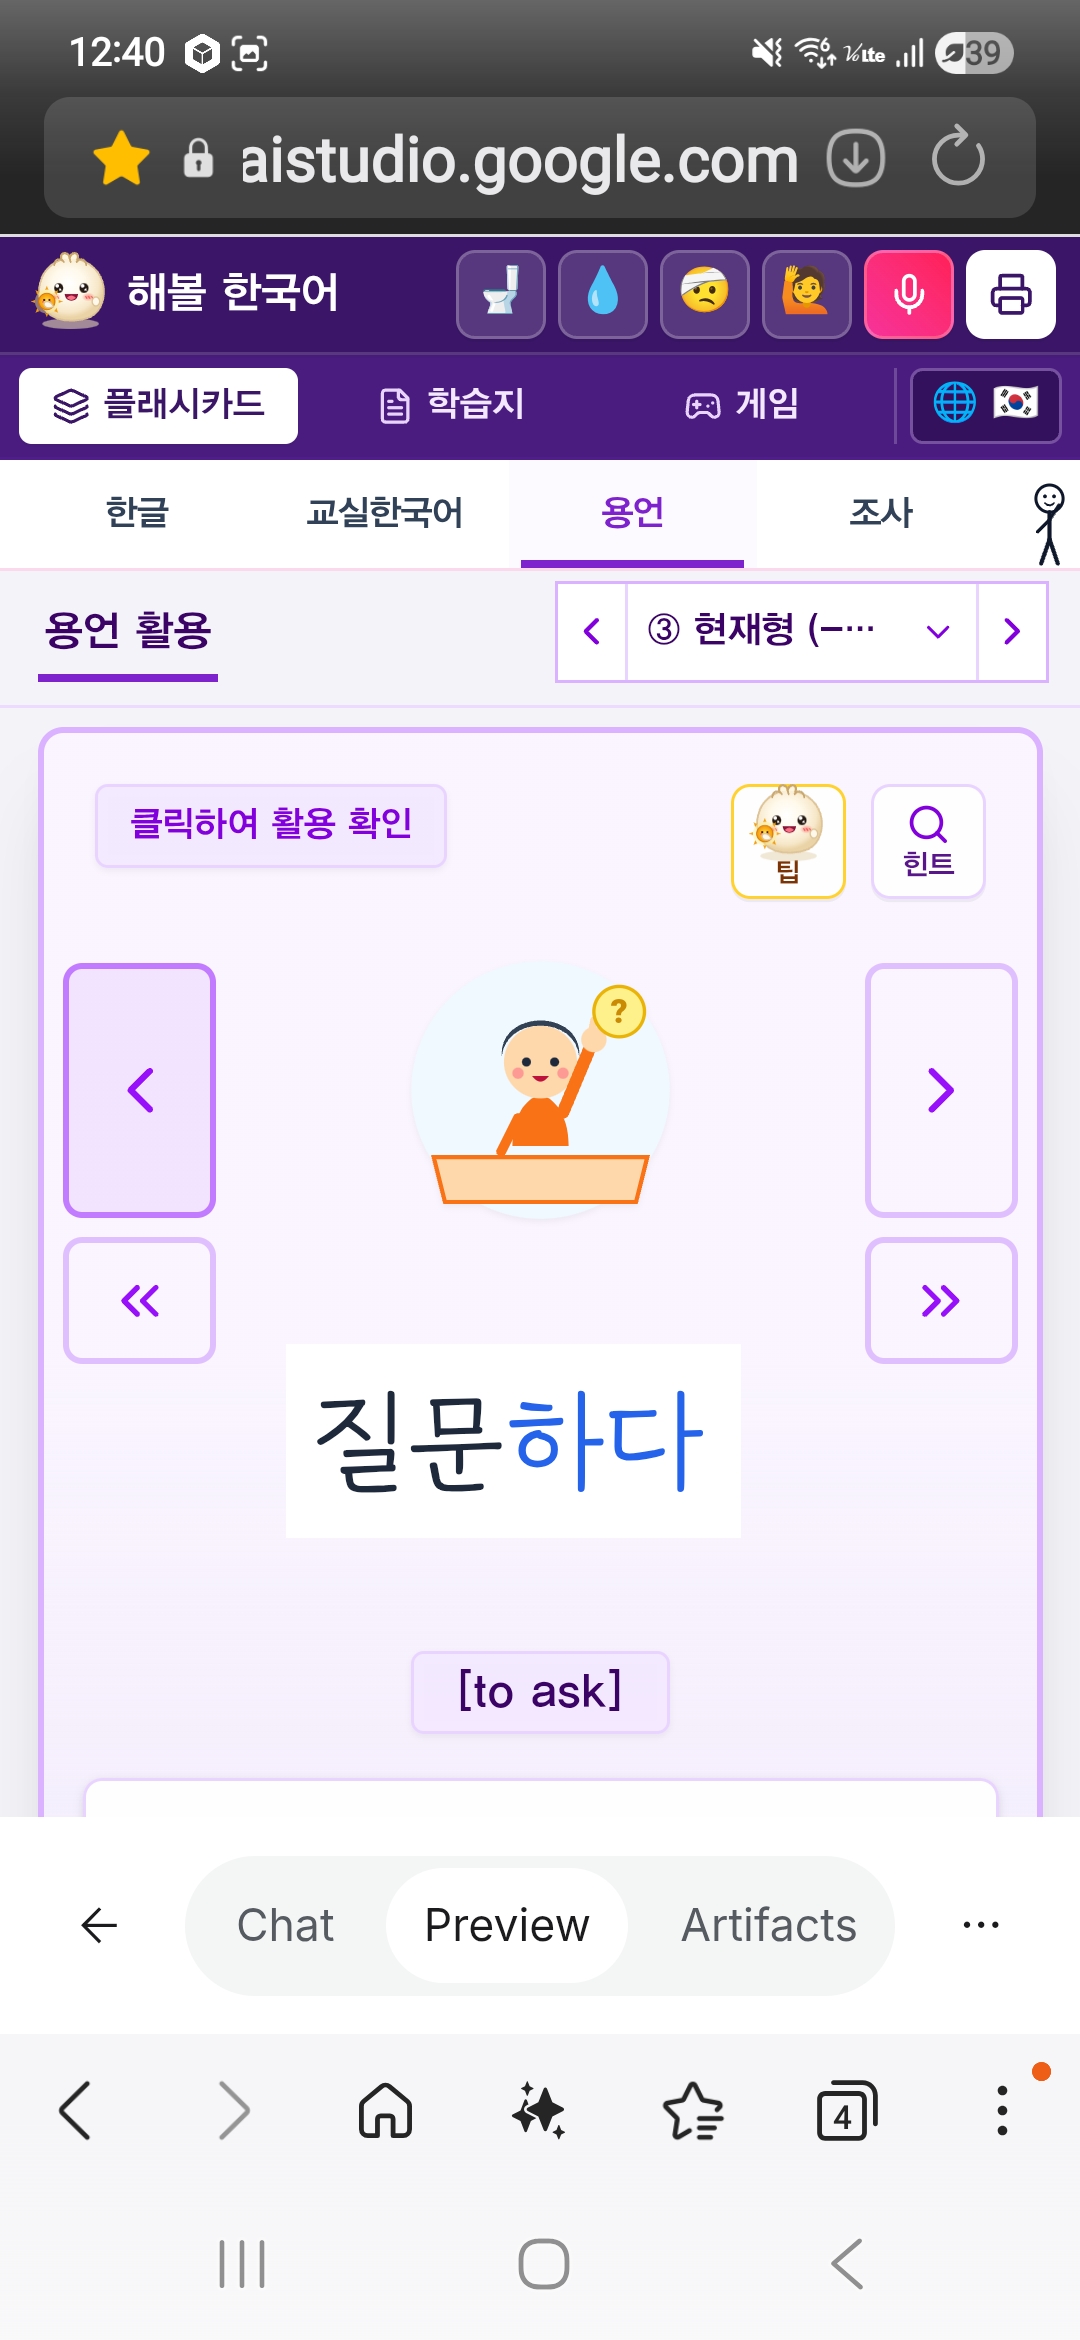 12:40
39
aistudio.google.com
해볼 한국어
플래시카드
학습지
게임
한글
교실한국어
용언
조사
용언 활용
③ 현재형 (–…
클릭하여 활용 확인
팁
힌트
?
질문하다
[to ask]
Chat
Preview
Artifacts
4